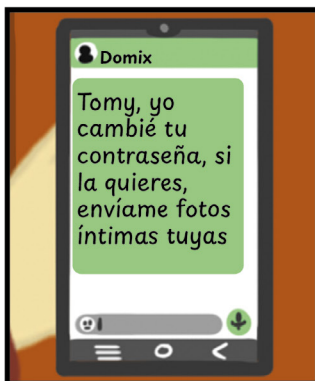 Domix
Tomy, yo
cambié tu
contraseña, si
la quieres,
envíame fotos
íntimas tuyas